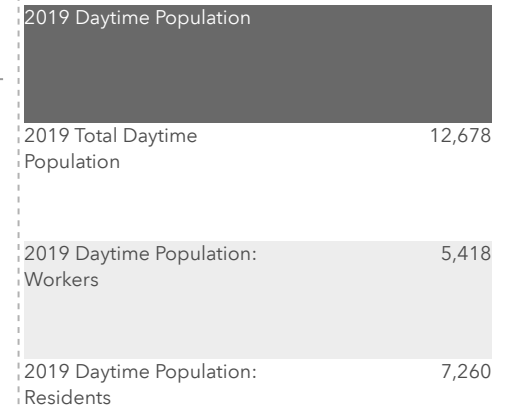 2019 Daytime Population
2019 Total Daytime 12,678
Population
2019 Daytime Population: 5,418
Workers
2019 Daytime Population: 7,260
Residents